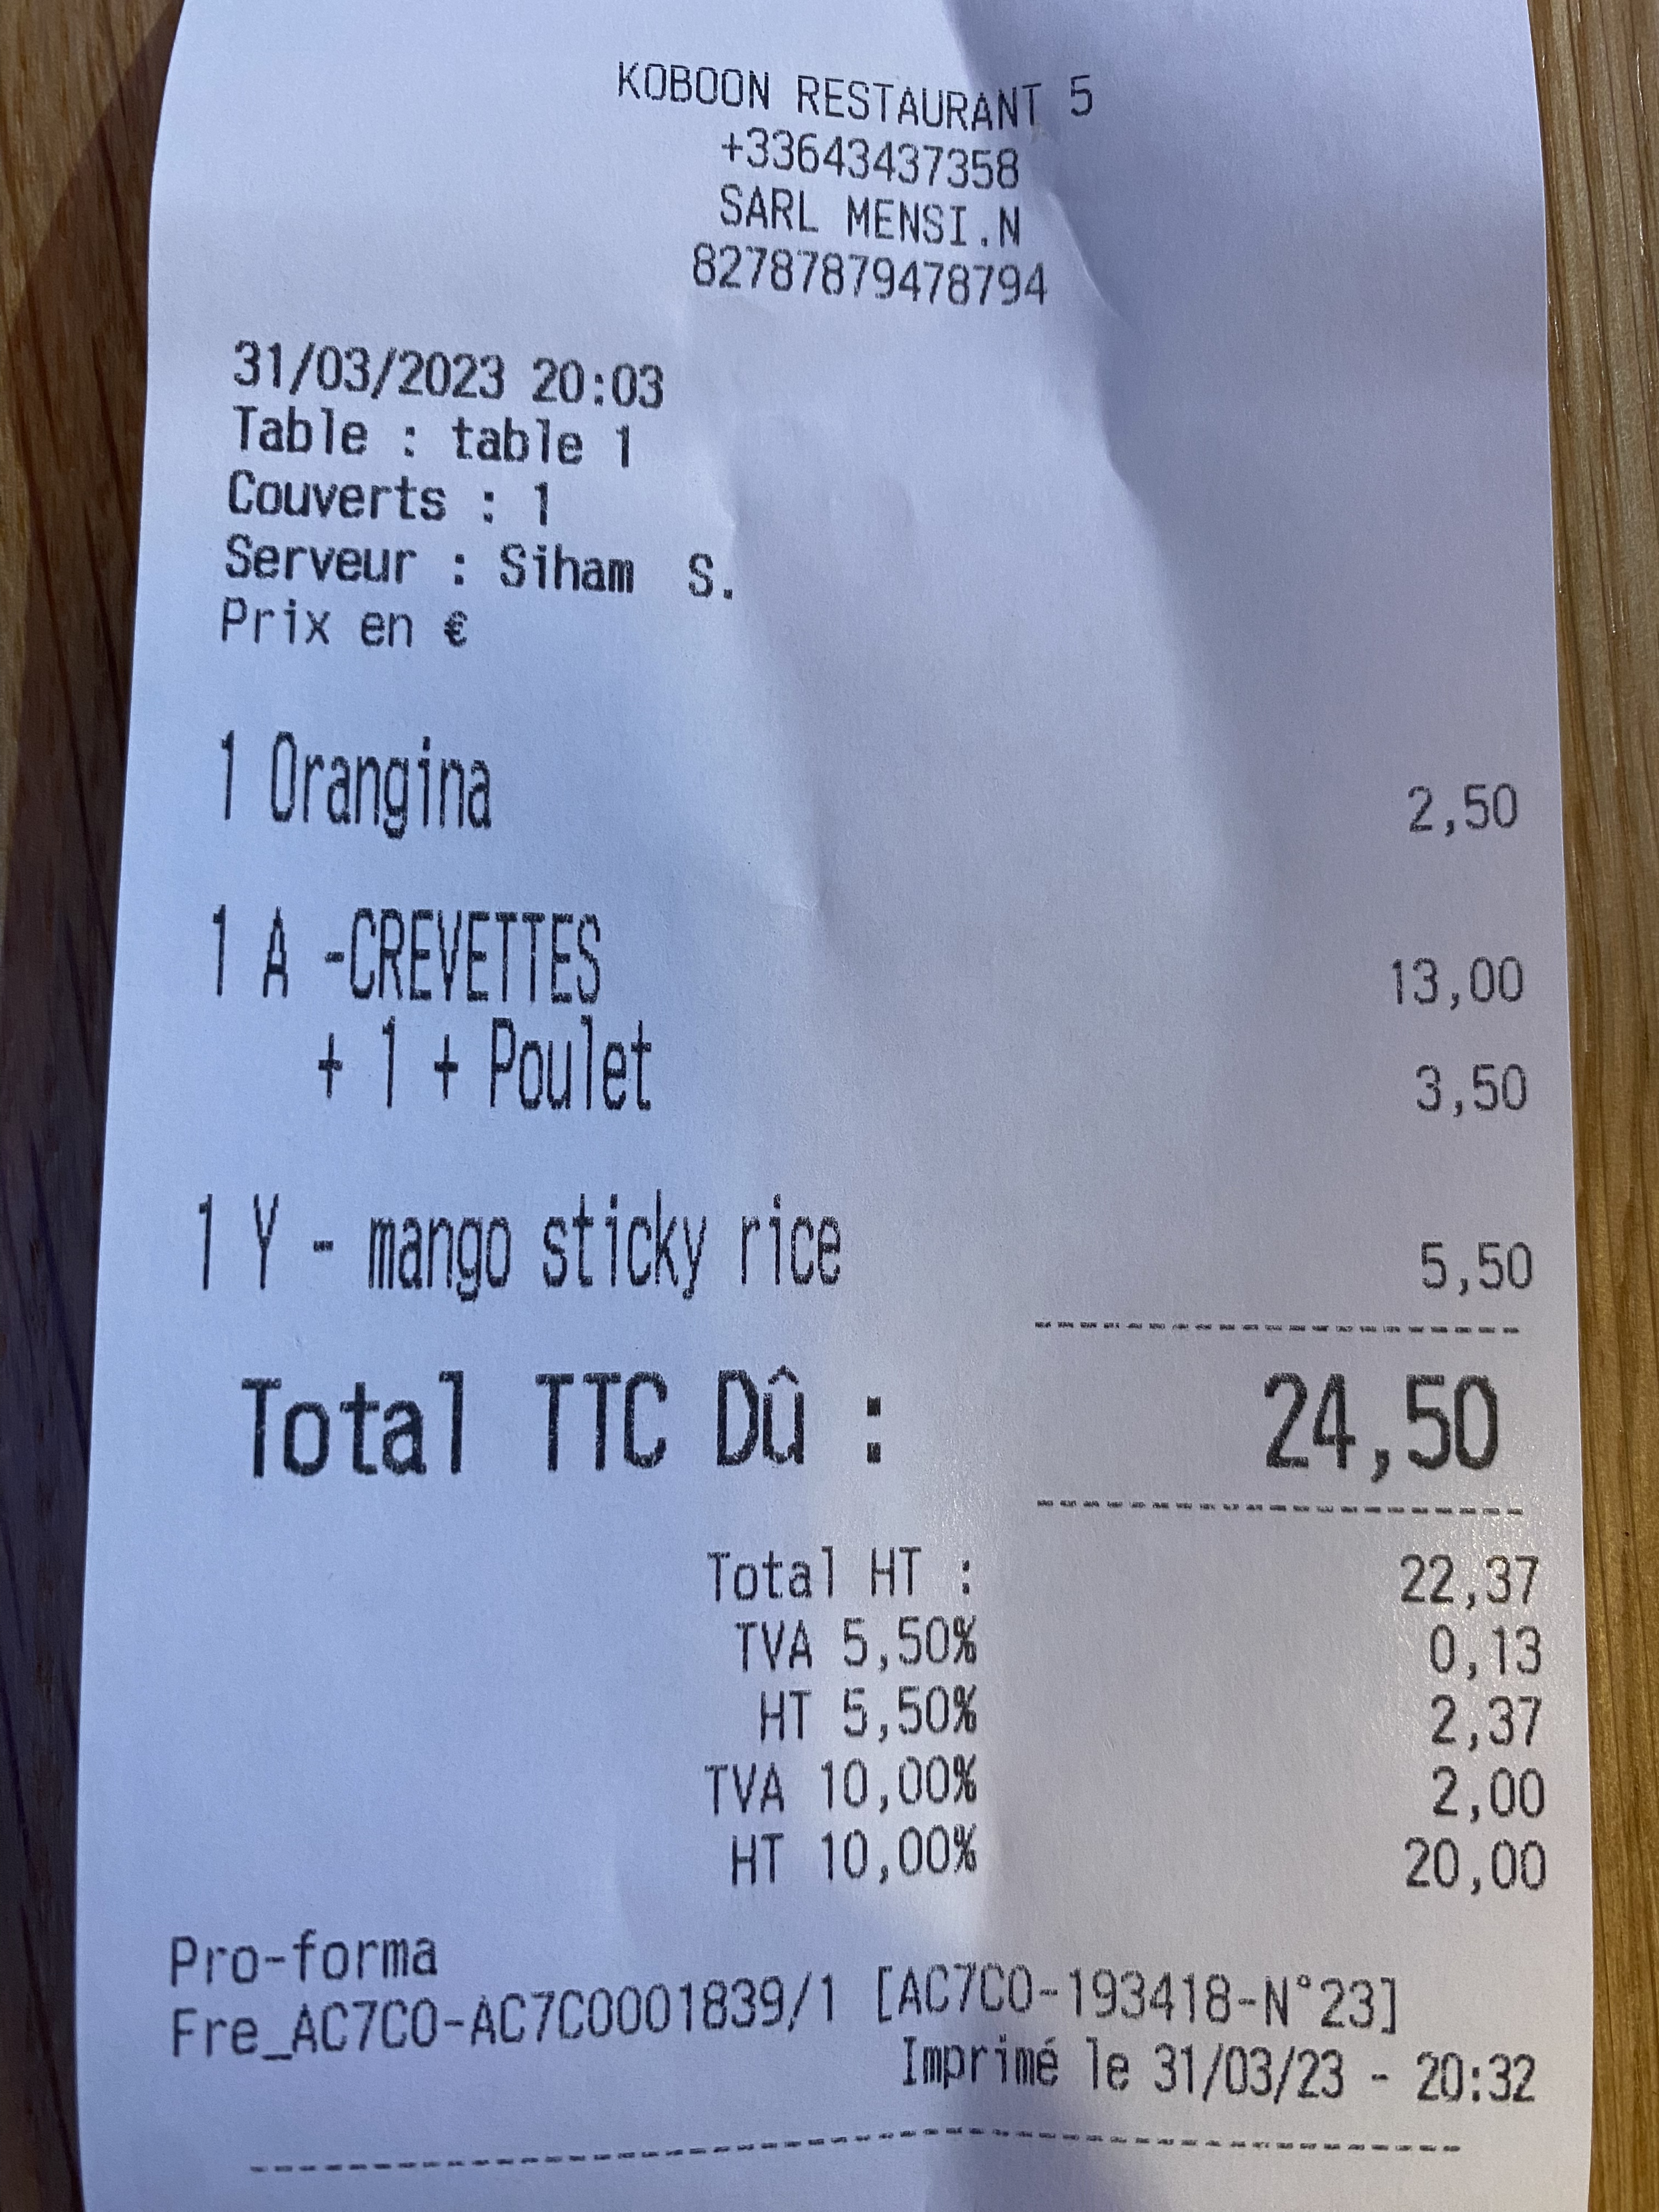 KOBOON RESTAURANT 5
+33643437358
SARL MENSI.N
82787879478794
31/03/2023 20:03
Table : table 1
Couverts : 1
Serveur : Siham S.
Prix en €
1 Orangina 2,50
1 A -CREVETTES 13,00
+ 1 + Poulet 3,50
1 Y - mango sticky rice 5,50
Total TTC Dû : 24,50
Total HT : 22,37
TVA 5,50% 0,13
HT 5,50% 2,37
TVA 10,00% 2,00
HT 10,00% 20,00
Pro-forma
Fre_AC7CO-AC7CO001839/1 [AC7CO-193418-N°23]
Imprimé le 31/03/23 - 20:32